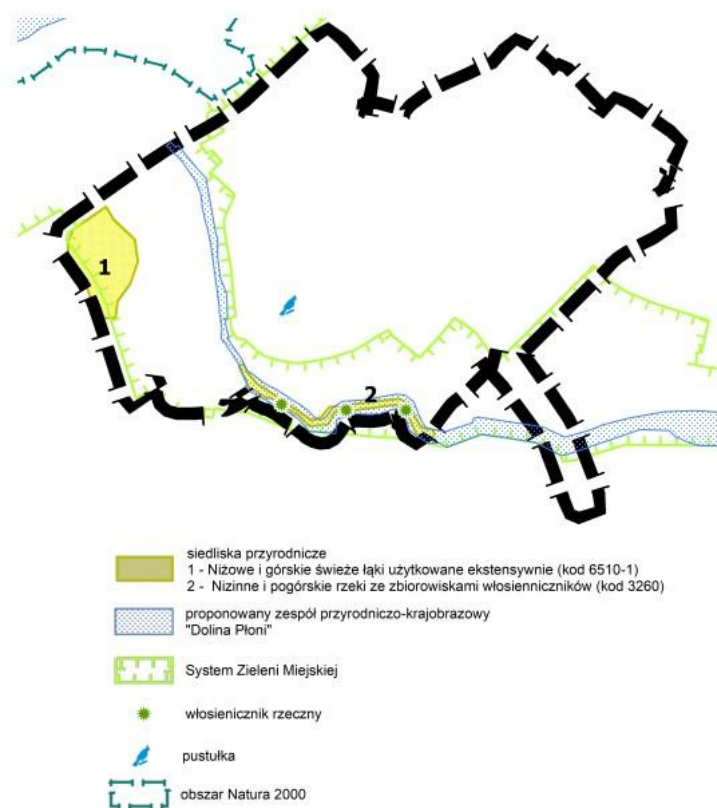 1
2
siedliska przyrodnicze
1 - Niżowe i górskie świeże łąki użytkowane ekstensywnie (kod 6510-1)
2 - Nizinne i pogórskie rzeki ze zbiorowiskami włosienniczników (kod 3260)
proponowany zespół przyrodniczo-krajobrazowy
"Dolina Płoni"
System Zieleni Miejskiej
włosienicznik rzeczny
pustułka
obszar Natura 2000